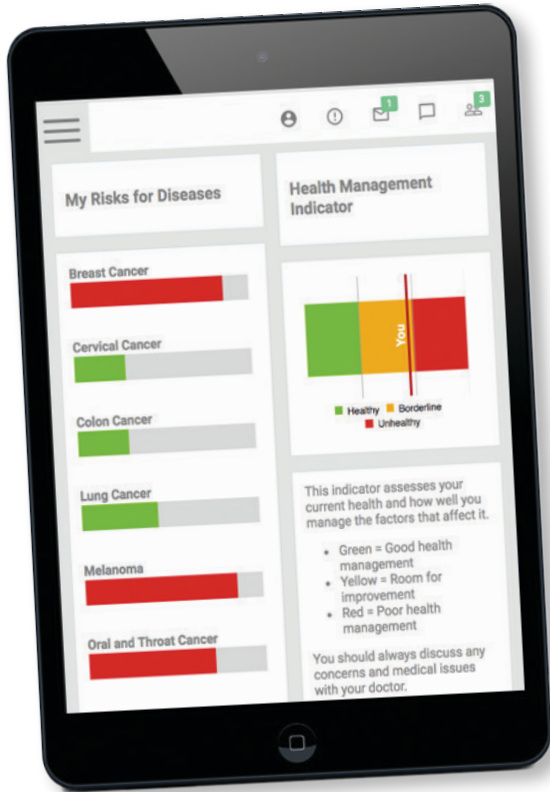 1
3
My Risks for Diseases
Breast Cancer
Cervical Cancer
Colon Cancer
Lung Cancer
Melanoma
Oral and Throat Cancer
Health Management
Indicator
You
Healthy Borderline
Unhealthy
This indicator assesses your
current health and how well you
manage the factors that affect it.
• Green = Good health
management
• Yellow = Room for
improvement
• Red = Poor health
management
You should always discuss any
concerns and medical issues
with your doctor.